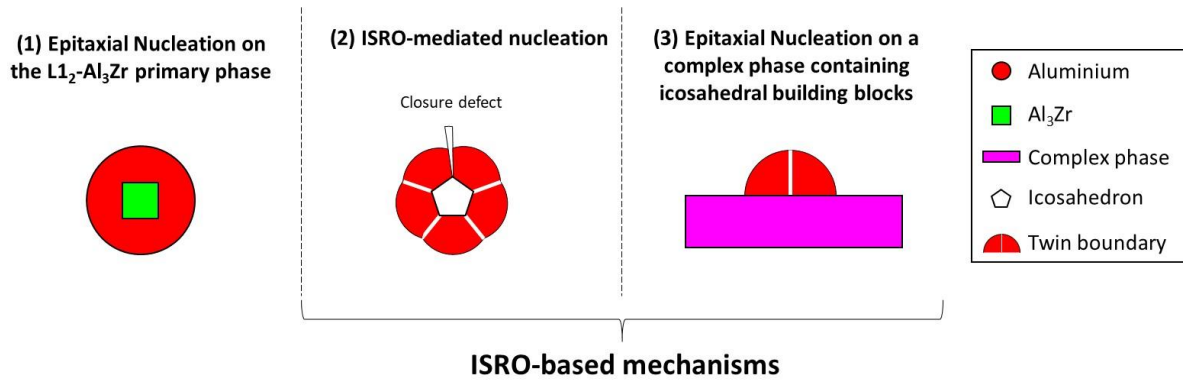 (1) Epitaxial Nucleation on
the L1₂-Al₃Zr primary phase
(2) ISRO-mediated nucleation
Closure defect
(3) Epitaxial Nucleation on a
complex phase containing
icosahedral building blocks
Aluminium
Al₃Zr
Complex phase
Icosahedron
Twin boundary
ISRO-based mechanisms